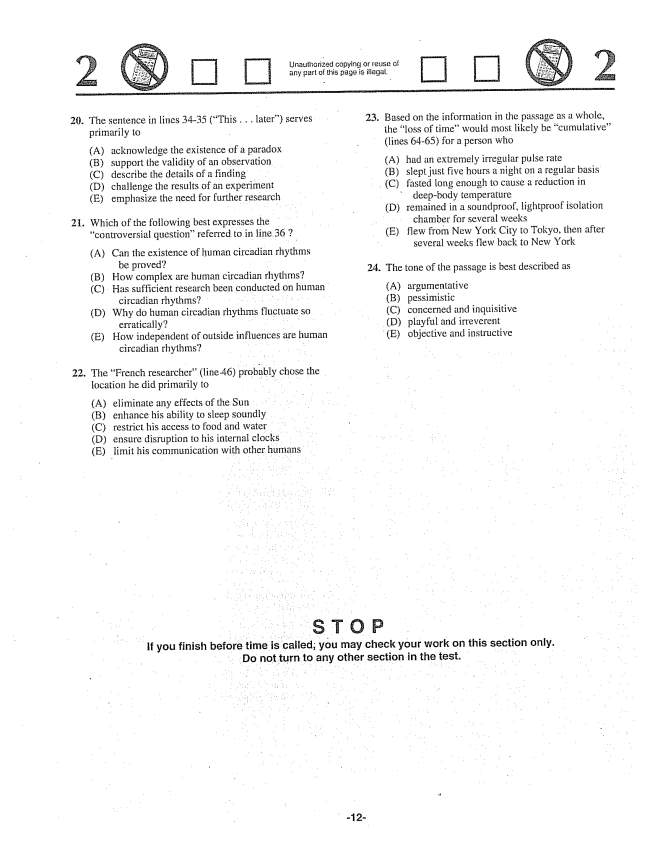 2
Unauthorized copying or reuse of
any part of this page is illegal.
2
20. The sentence in lines 34-35 ("This . . . later") serves
primarily to
(A) acknowledge the existence of a paradox
(B) support the validity of an observation
(C) describe the details of a finding
(D) challenge the results of an experiment
(E) emphasize the need for further research
21. Which of the following best expresses the
"controversial question" referred to in line 36 ?
(A) Can the existence of human circadian rhythms
be proved?
(B) How complex are human circadian rhythms?
(C) Has sufficient research been conducted on human
circadian rhythms?
(D) Why do human circadian rhythms fluctuate so
erratically?
(E) How independent of outside influences are human
circadian rhythms?
22. The "French researcher" (line 46) probably chose the
location he did primarily to
(A) eliminate any effects of the Sun
(B) enhance his ability to sleep soundly
(C) restrict his access to food and water
(D) ensure disruption to his internal clocks
(E) limit his communication with other humans
23. Based on the information in the passage as a whole,
the "loss of time" would most likely be "cumulative"
(lines 64-65) for a person who
(A) had an extremely irregular pulse rate
(B) slept just five hours a night on a regular basis
(C) fasted long enough to cause a reduction in
deep-body temperature
(D) remained in a soundproof, lightproof isolation
chamber for several weeks
(E) flew from New York City to Tokyo, then after
several weeks flew back to New York
24. The tone of the passage is best described as
(A) argumentative
(B) pessimistic
(C) concerned and inquisitive
(D) playful and irreverent
(E) objective and instructive
STOP
If you finish before time is called, you may check your work on this section only.
Do not turn to any other section in the test.
-12-